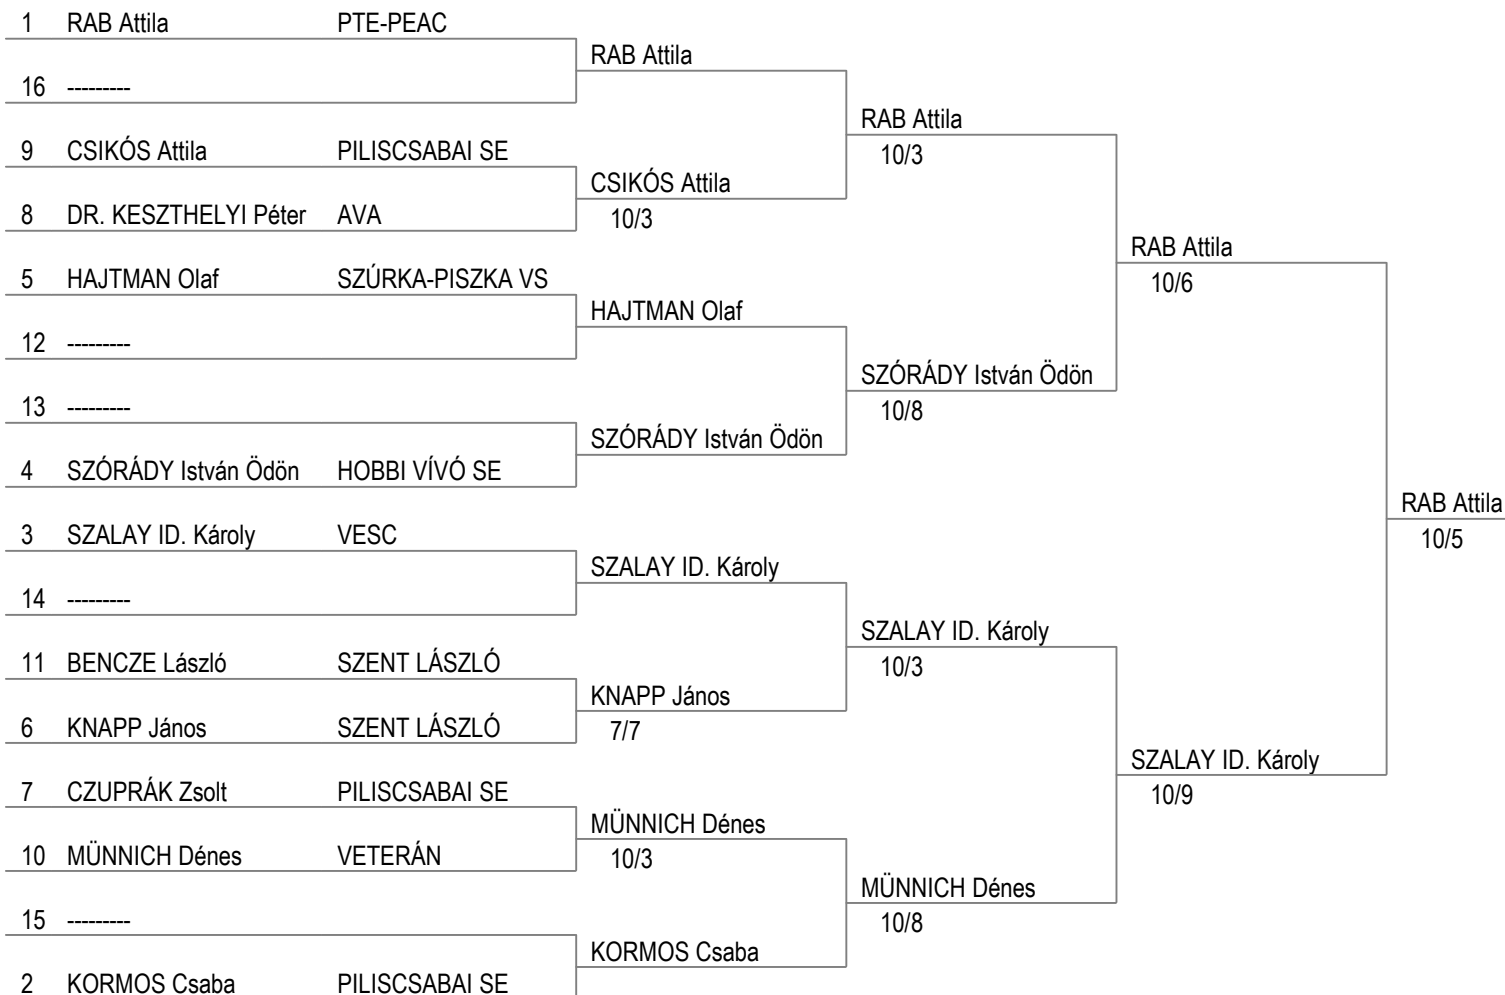 1 RAB Attila PTE-PEAC
16 ---------
9 CSIKÓS Attila PILISCSABAI SE
8 DR. KESZTHELYI Péter AVA
5 HAJTMAN Olaf SZÚRKA-PISZKA VS
12 ---------
13 ---------
4 SZÓRÁDY István Ödön HOBBI VÍVÓ SE
3 SZALAY ID. Károly VESC
14 ---------
11 BENCZE László SZENT LÁSZLÓ
6 KNAPP János SZENT LÁSZLÓ
7 CZUPRÁK Zsolt PILISCSABAI SE
10 MÜNNICH Dénes VETERÁN
15 ---------
2 KORMOS Csaba PILISCSABAI SE
RAB Attila
CSIKÓS Attila
10/3
HAJTMAN Olaf
SZÓRÁDY István Ödön
SZALAY ID. Károly
KNAPP János
7/7
MÜNNICH Dénes
10/3
KORMOS Csaba
RAB Attila
10/3
SZÓRÁDY István Ödön
10/8
SZALAY ID. Károly
10/3
MÜNNICH Dénes
10/8
RAB Attila
10/6
SZALAY ID. Károly
10/9
RAB Attila
10/5